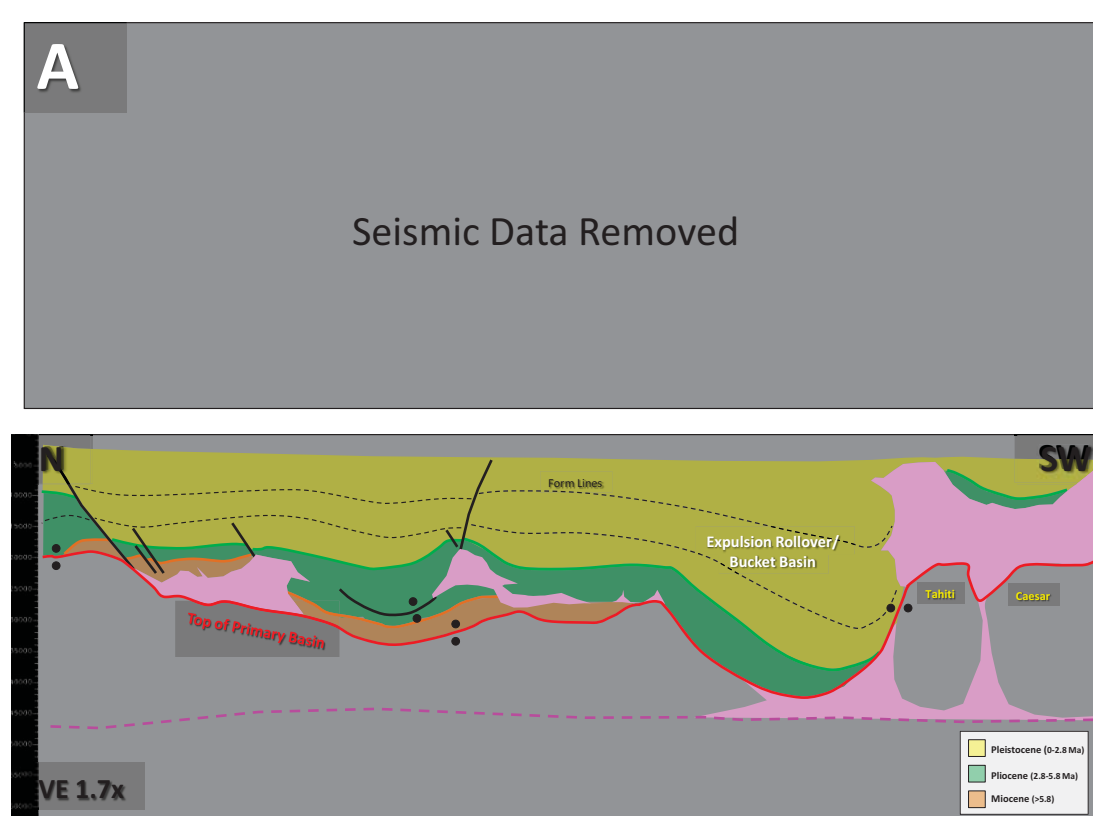 A
Seismic Data Removed
N
SW
Form Lines
Expulsion Rollover/
Bucket Basin
Tahiti
Caesar
Top of Primary Basin
VE 1.7x
Pleistocene (0-2.8 Ma)
Pliocene (2.8-5.8 Ma)
Miocene (>5.8)